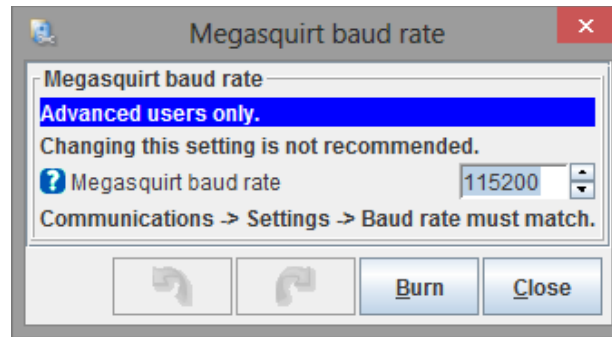 Megasquirt baud rate
Megasquirt baud rate
Advanced users only.
Changing this setting is not recommended.
Megasquirt baud rate 115200
Communications -> Settings -> Baud rate must match.
Burn Close